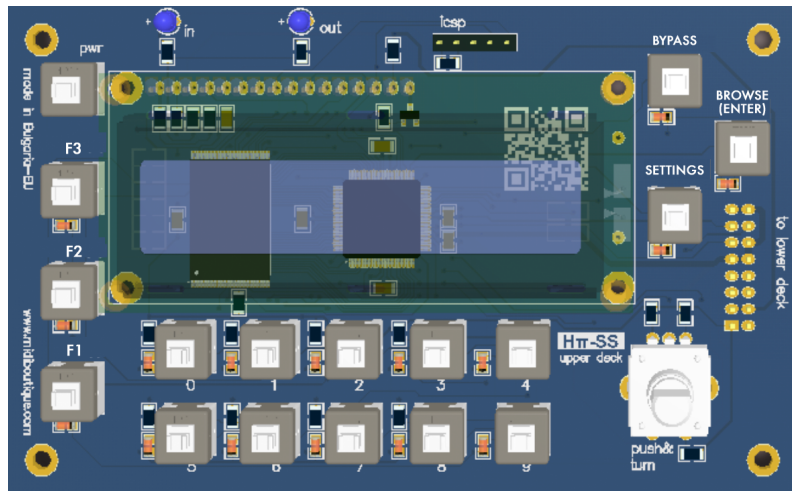 in
out
icsp
pwr
BYPASS
made in Bulgaria-EU
BROWSE
(ENTER)
F3
SETTINGS
F2
to lower deck
www.midiboutique.com
F1
Hπ-SS
upper deck
0
1
2
3
4
5
6
7
8
9
push&
turn